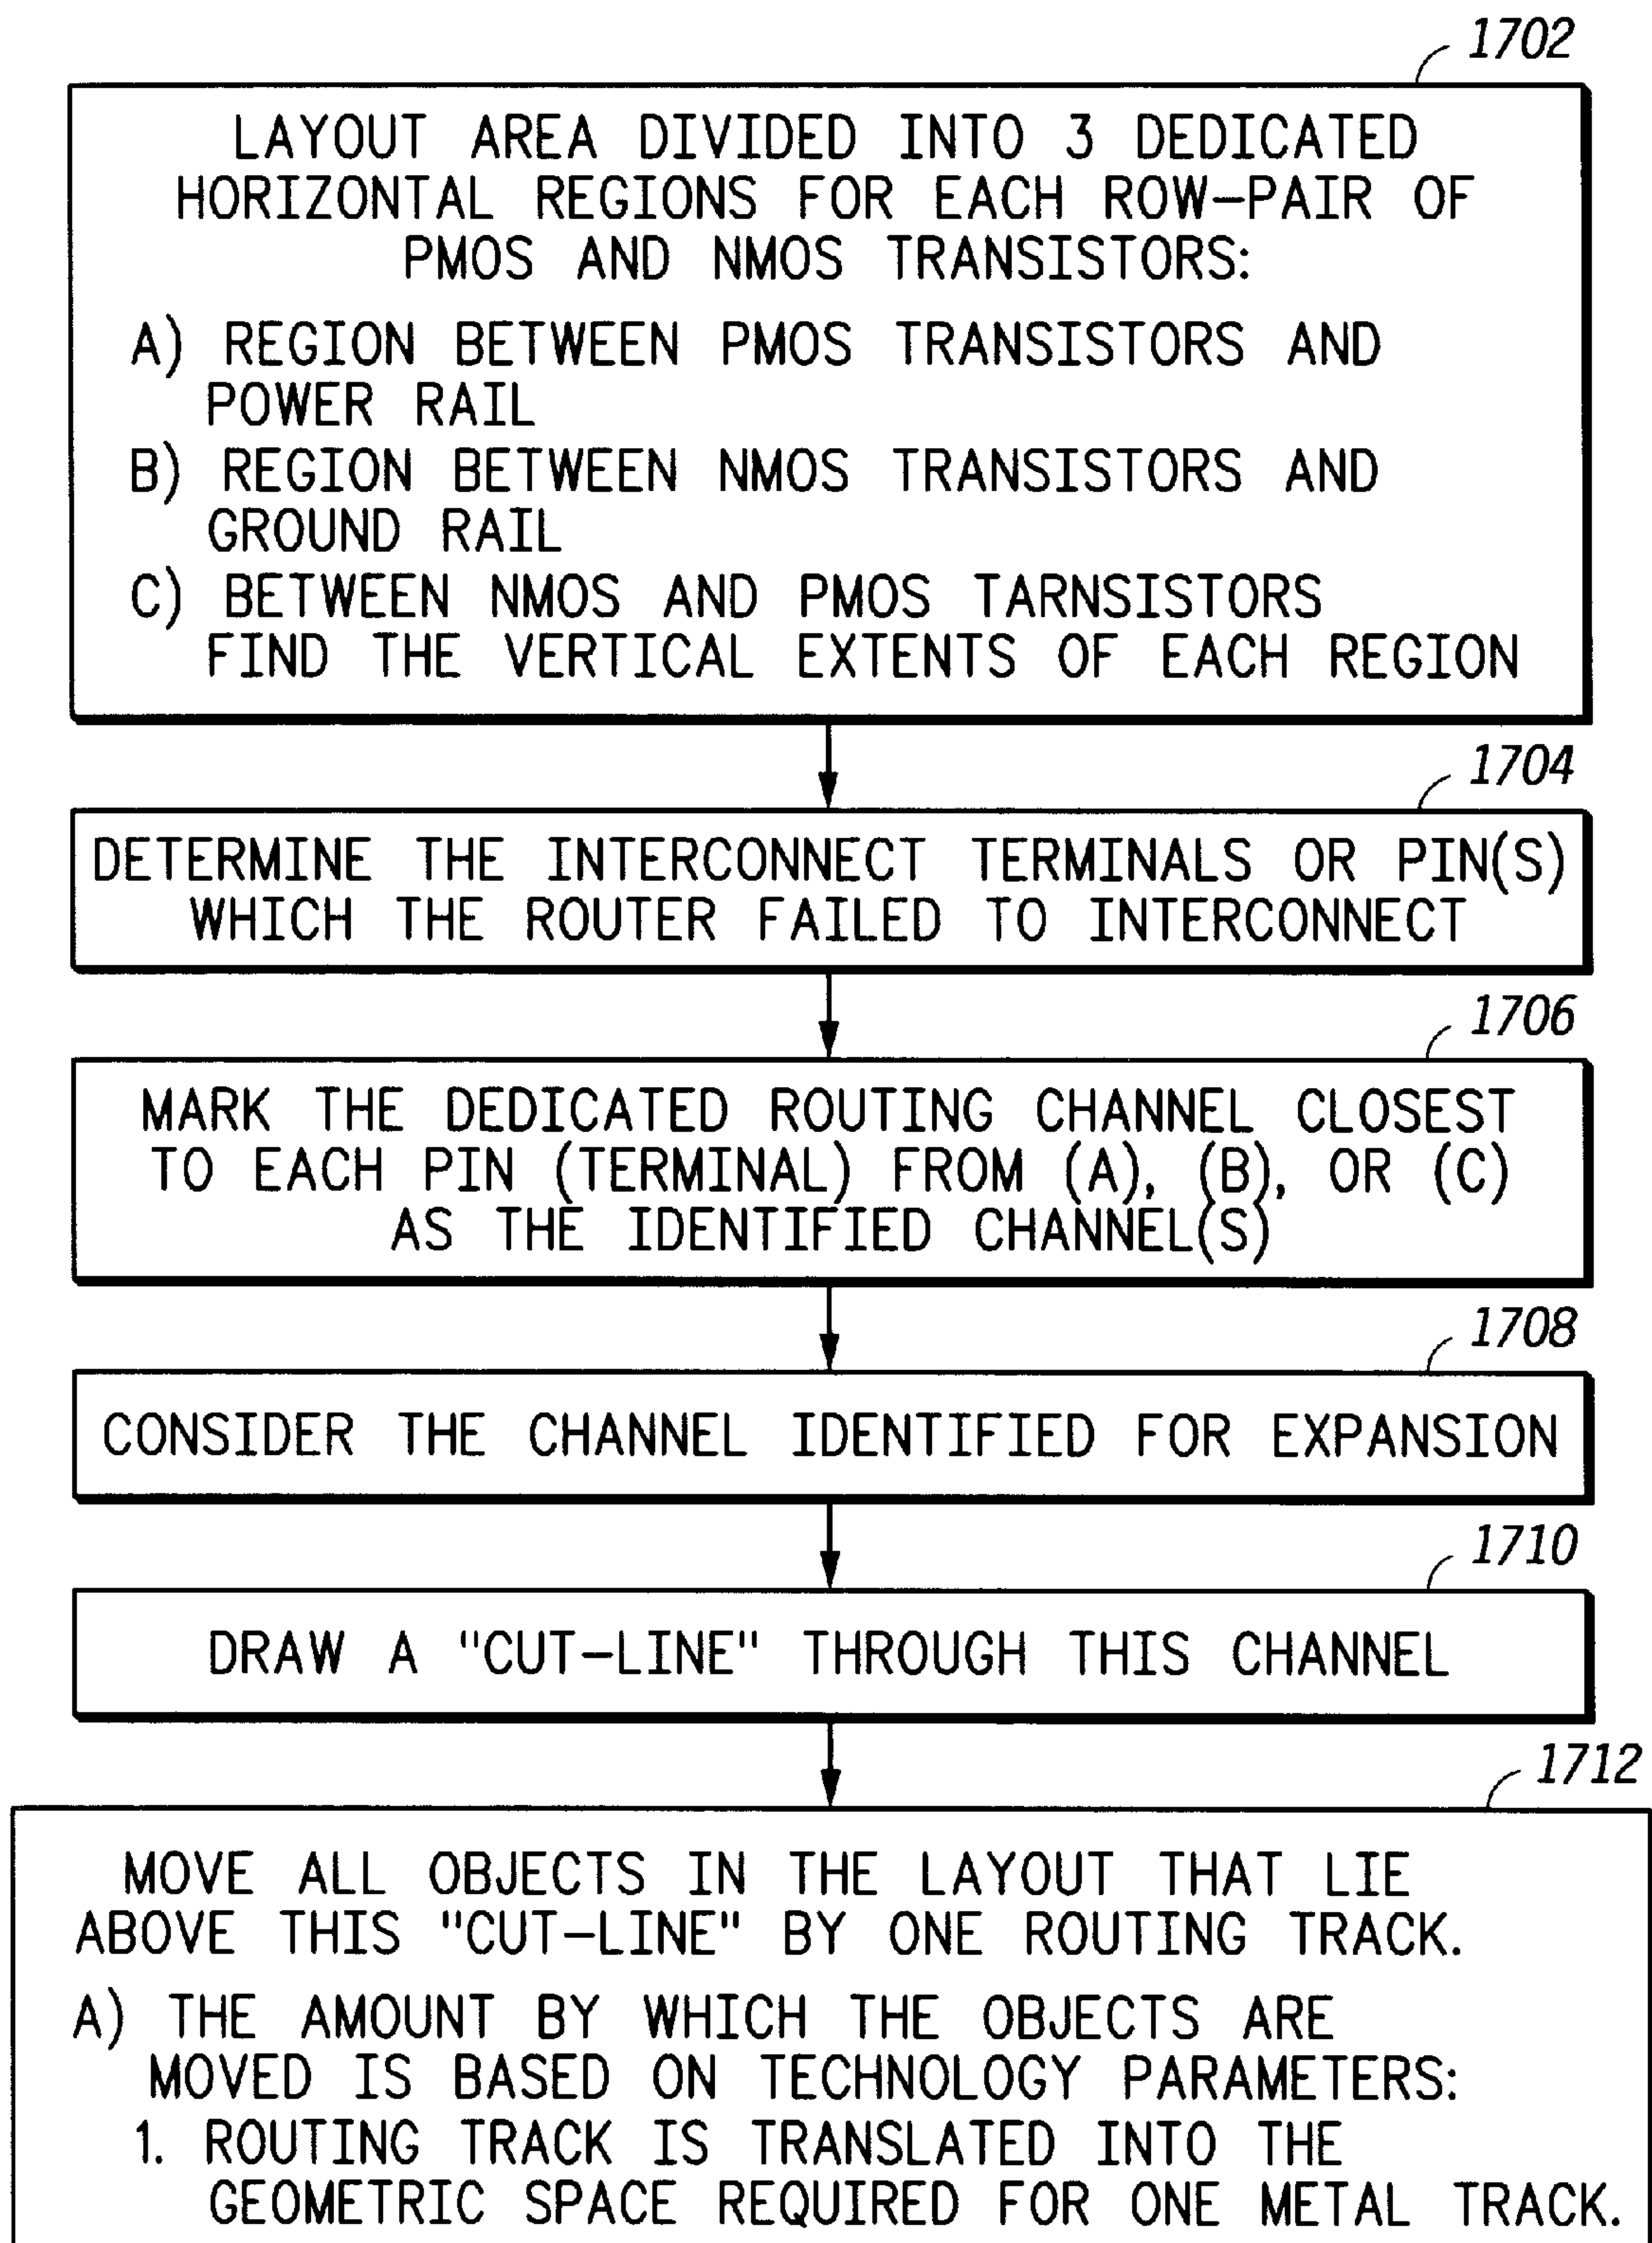 1702
LAYOUT AREA DIVIDED INTO 3 DEDICATED
HORIZONTAL REGIONS FOR EACH ROW-PAIR OF
PMOS AND NMOS TRANSISTORS:
A) REGION BETWEEN PMOS TRANSISTORS AND
POWER RAIL
B) REGION BETWEEN NMOS TRANSISTORS AND
GROUND RAIL
C) BETWEEN NMOS AND PMOS TARNSISTORS
FIND THE VERTICAL EXTENTS OF EACH REGION
1704
DETERMINE THE INTERCONNECT TERMINALS OR PIN(S)
WHICH THE ROUTER FAILED TO INTERCONNECT
1706
MARK THE DEDICATED ROUTING CHANNEL CLOSEST
TO EACH PIN (TERMINAL) FROM (A), (B), OR (C)
AS THE IDENTIFIED CHANNEL(S)
1708
CONSIDER THE CHANNEL IDENTIFIED FOR EXPANSION
1710
DRAW A "CUT-LINE" THROUGH THIS CHANNEL
1712
MOVE ALL OBJECTS IN THE LAYOUT THAT LIE
ABOVE THIS "CUT-LINE" BY ONE ROUTING TRACK.
A) THE AMOUNT BY WHICH THE OBJECTS ARE
MOVED IS BASED ON TECHNOLOGY PARAMETERS:
1. ROUTING TRACK IS TRANSLATED INTO THE
GEOMETRIC SPACE REQUIRED FOR ONE METAL TRACK.